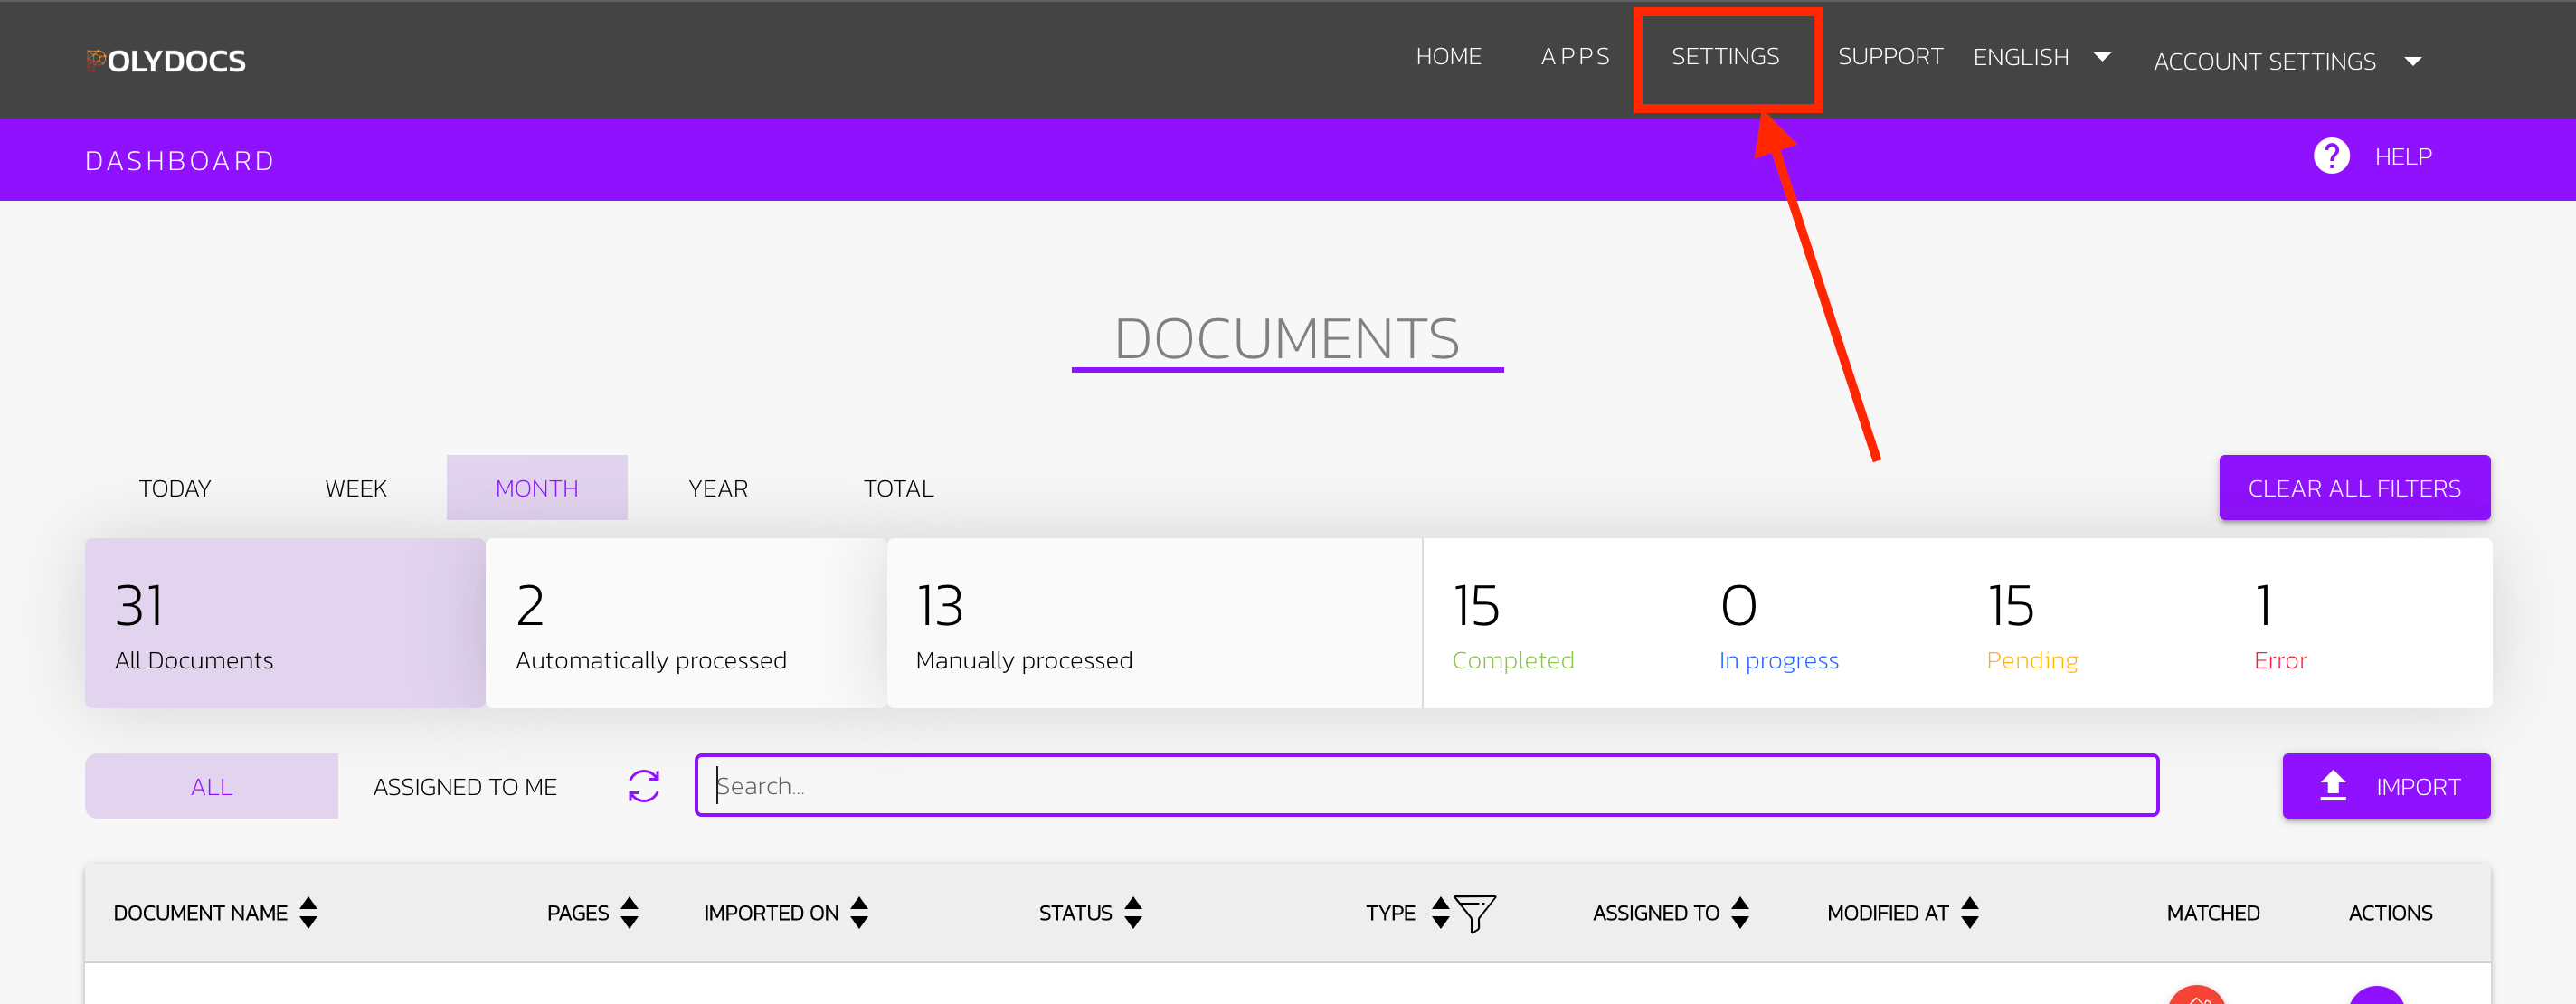 POLYDOCS
HOME APPS SETTINGS SUPPORT ENGLISH ACCOUNT SETTINGS
DASHBOARD
? HELP
DOCUMENTS
TODAY WEEK MONTH YEAR TOTAL CLEAR ALL FILTERS
31 2 13 15 0 15 1
All Documents Automatically processed Manually processed Completed In progress Pending Error
ALL ASSIGNED TO ME Search... IMPORT
DOCUMENT NAME PAGES IMPORTED ON STATUS TYPE ASSIGNED TO MODIFIED AT MATCHED ACTIONS